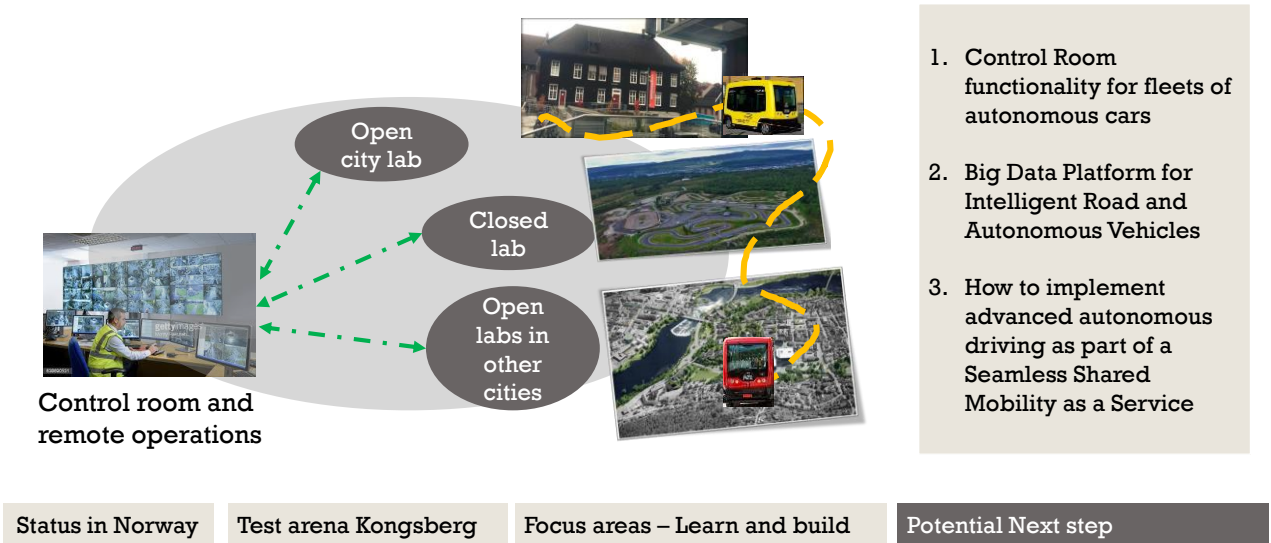 Open
city lab
Closed
lab
Open
labs in
other
cities
gettyimages
Control room and
remote operations
1. Control Room
functionality for fleets of
autonomous cars
2. Big Data Platform for
Intelligent Road and
Autonomous Vehicles
3. How to implement
advanced autonomous
driving as part of a
Seamless Shared
Mobility as a Service
Status in Norway
Test arena Kongsberg
Focus areas – Learn and build
Potential Next step